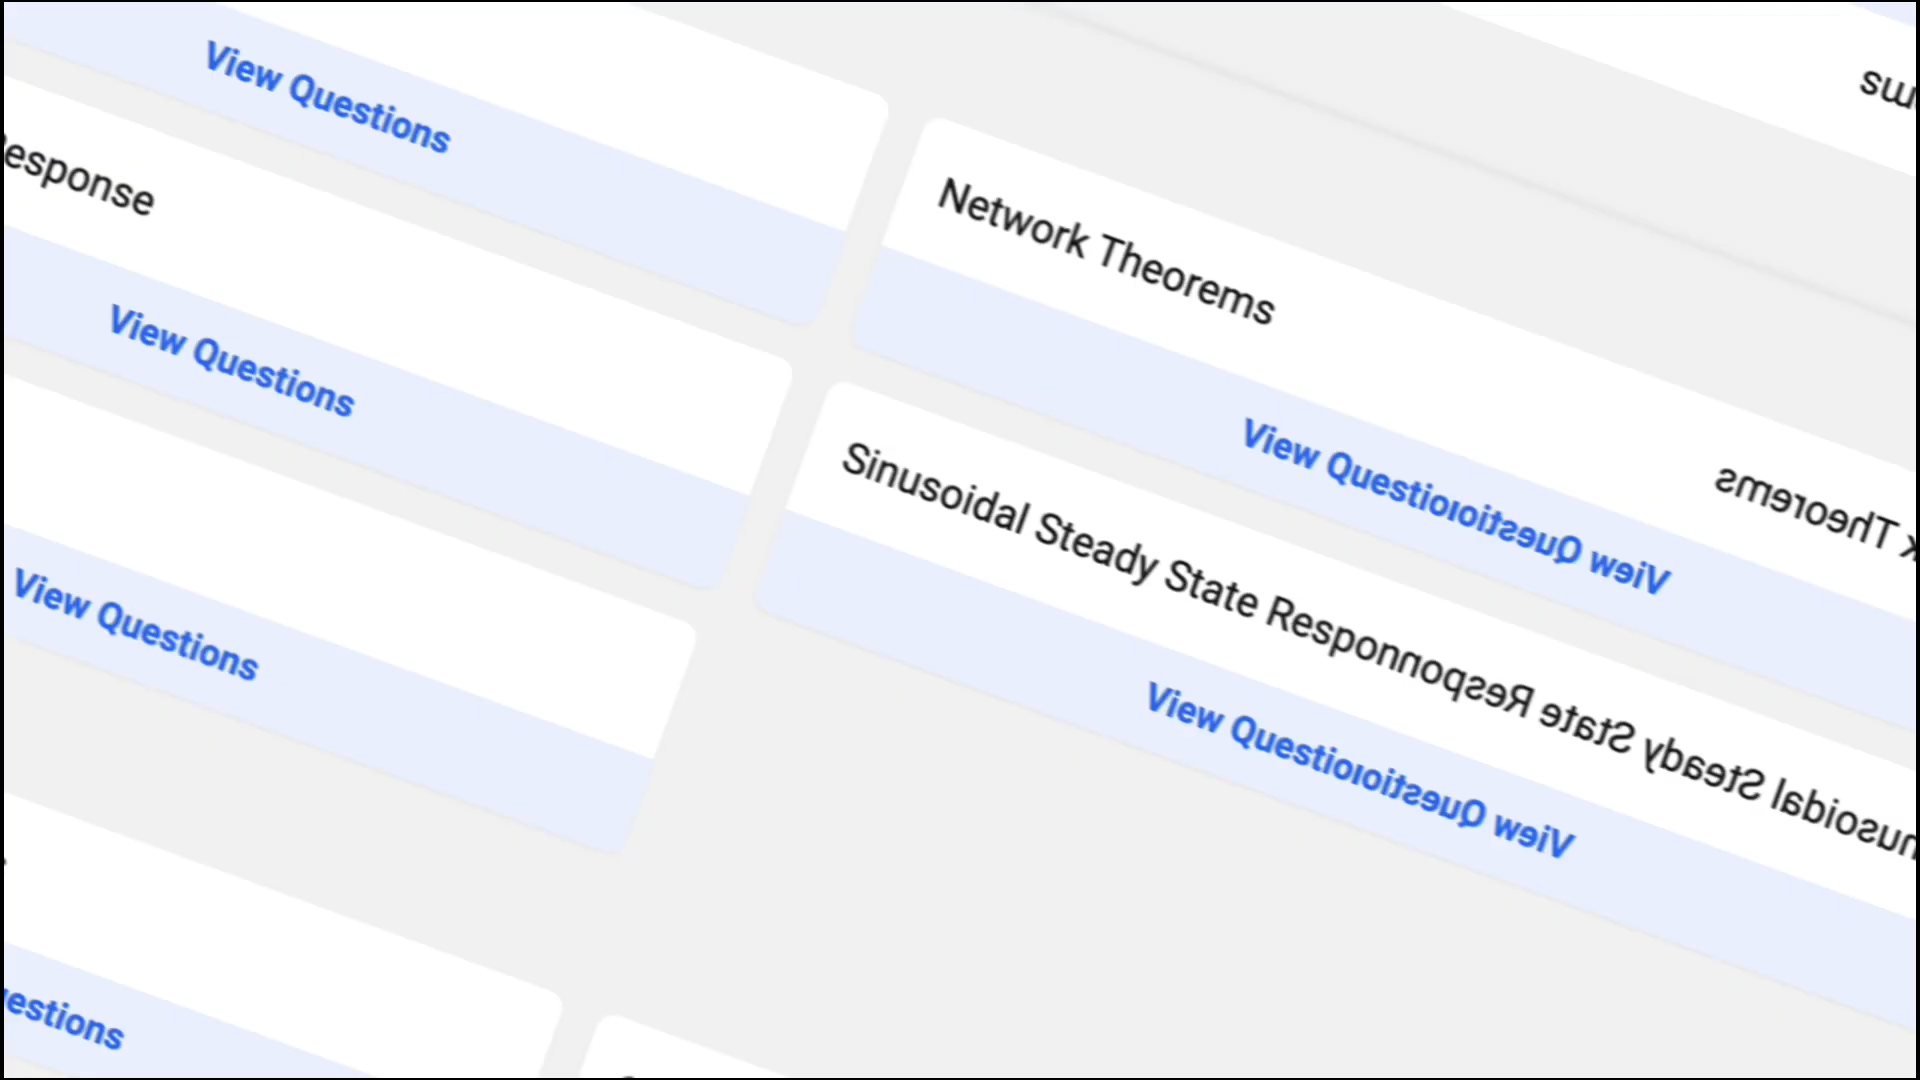 View Questions
esponse
View Questions
View Questions
estions
Network Theorems
View Questio
Sinusoidal Steady State Respon
View Questio